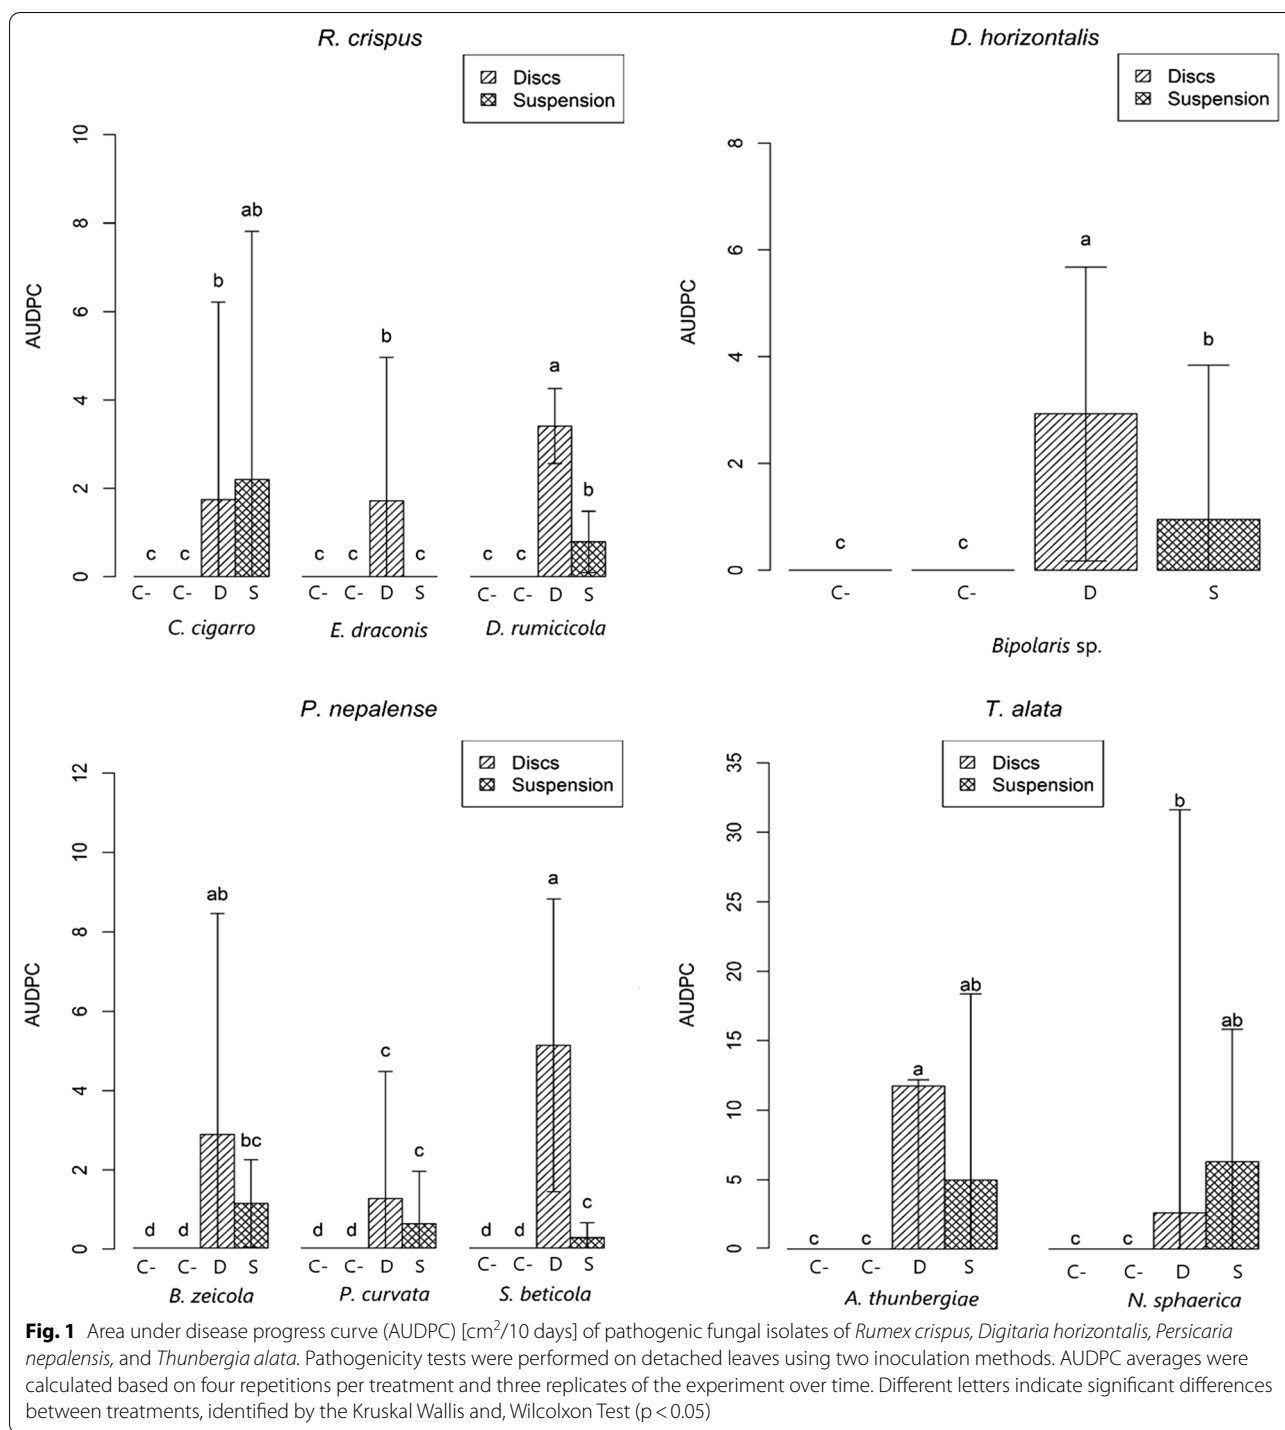 R. crispus
Discs
Suspension
AUDPC
10
8
6
4
2
0
c c b ab
c c b c
c c a b
C- C- D S
C- C- D S
C- C- D S
C. cigarro
E. draconis
D. rumicicola
D. horizontalis
Discs
Suspension
AUDPC
8
6
4
2
0
c c a b
C- C- D S
Bipolaris sp.
P. nepalense
Discs
Suspension
AUDPC
12
10
8
6
4
2
0
d d ab bc
d d c c
d d a c
C- C- D S
C- C- D S
C- C- D S
B. zeicola
P. curvata
S. beticola
T. alata
Discs
Suspension
AUDPC
35
30
25
20
15
10
5
0
c c a ab
c c b ab
C- C- D S
C- C- D S
A. thunbergiae
N. sphaerica
Fig. 1 Area under disease progress curve (AUDPC) [cm²/10 days] of pathogenic fungal isolates of Rumex crispus, Digitaria horizontalis, Persicaria
nepalensis, and Thunbergia alata. Pathogenicity tests were performed on detached leaves using two inoculation methods. AUDPC averages were
calculated based on four repetitions per treatment and three replicates of the experiment over time. Different letters indicate significant differences
between treatments, identified by the Kruskal Wallis and, Wilcolxon Test (p < 0.05)